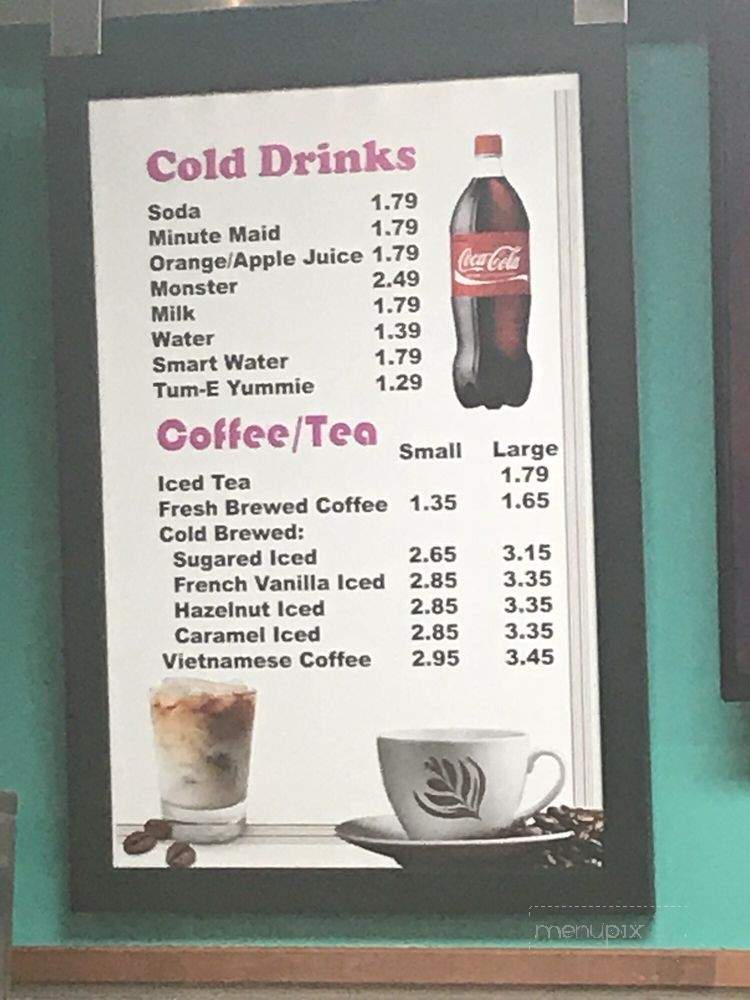 Cold Drinks
Soda 1.79
Minute Maid 1.79
Orange/Apple Juice 1.79
Monster 2.49
Milk 1.79
Water 1.39
Smart Water 1.79
Tum-E Yummie 1.29
Coca-Cola
Coffee/Tea Small Large
Iced Tea 1.79
Fresh Brewed Coffee 1.35 1.65
Cold Brewed:
Sugared Iced 2.65 3.15
French Vanilla Iced 2.85 3.35
Hazelnut Iced 2.85 3.35
Caramel Iced 2.85 3.35
Vietnamese Coffee 2.95 3.45
menupix